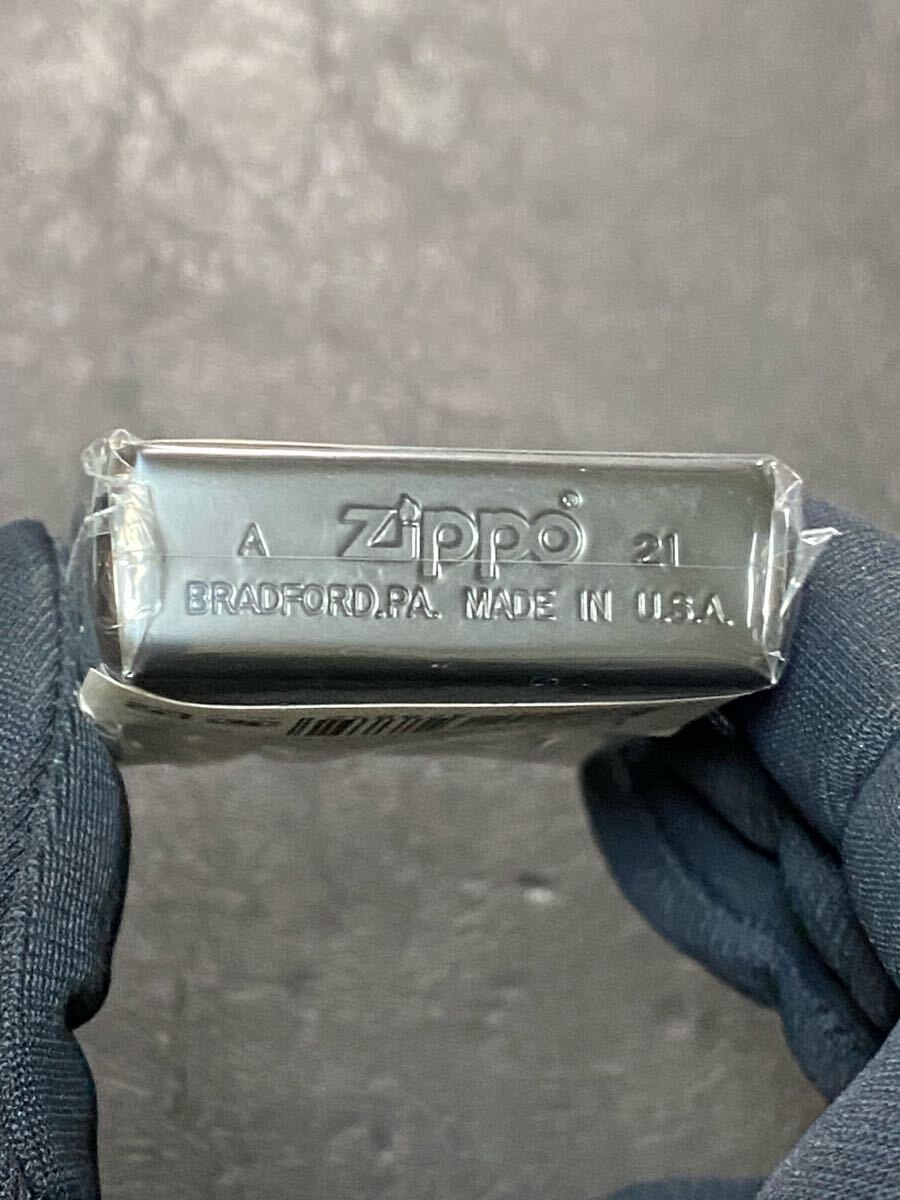 A Zippo® 21
BRADFORD,PA. MADE IN U.S.A.